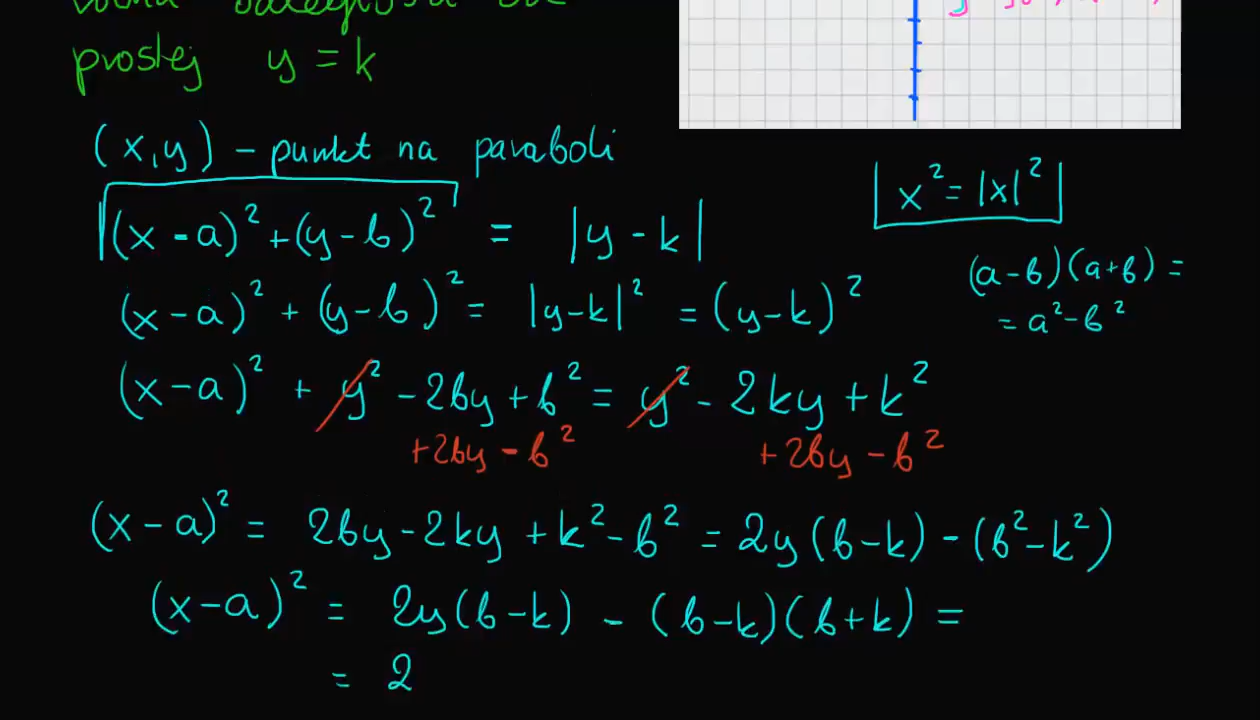 prostej y = k
(x,y) – punkt na paraboli
√((x-a)²+(y-b)²) = |y-k|
x² = |x|²
(a-b)(a+b) =
= a²-b²
(x-a)² + (y-b)² = |y-k|² = (y-k)²
(x-a)² + y² - 2by + b² = y² - 2ky + k²
+2by - b² +2by - b²
(x-a)² = 2by - 2ky + k² - b² = 2y(b-k) - (b²-k²)
(x-a)² = 2y(b-k) - (b-k)(b+k) =
= 2